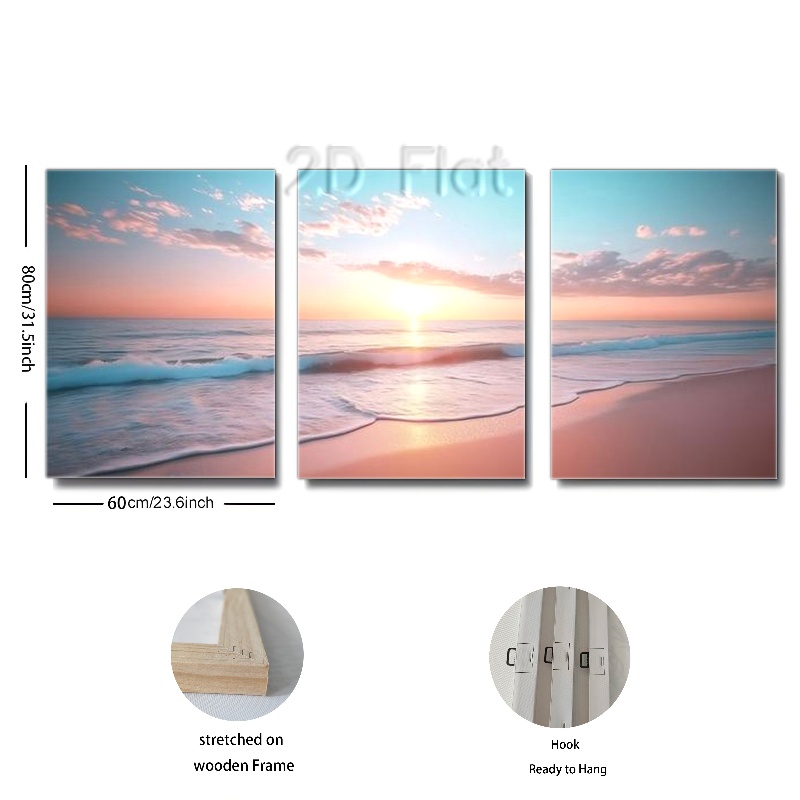 2D Flat
80cm/31.5inch
60cm/23.6inch
stretched on
wooden Frame
Hook
Ready to Hang